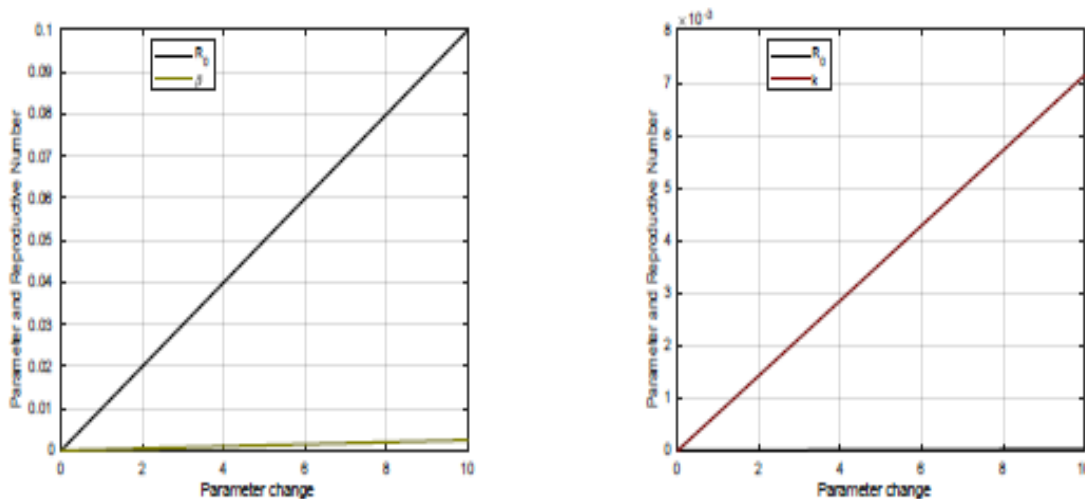 Parameter and Reproductive Number
0.1
0.09
0.08
0.07
0.06
0.05
0.04
0.03
0.02
0.01
0
R0
β
0 2 4 6 8 10
Parameter change
×10⁻³
Parameter and Reproductive Number
8
7
6
5
4
3
2
1
0
R0
k
0 2 4 6 8 10
Parameter change